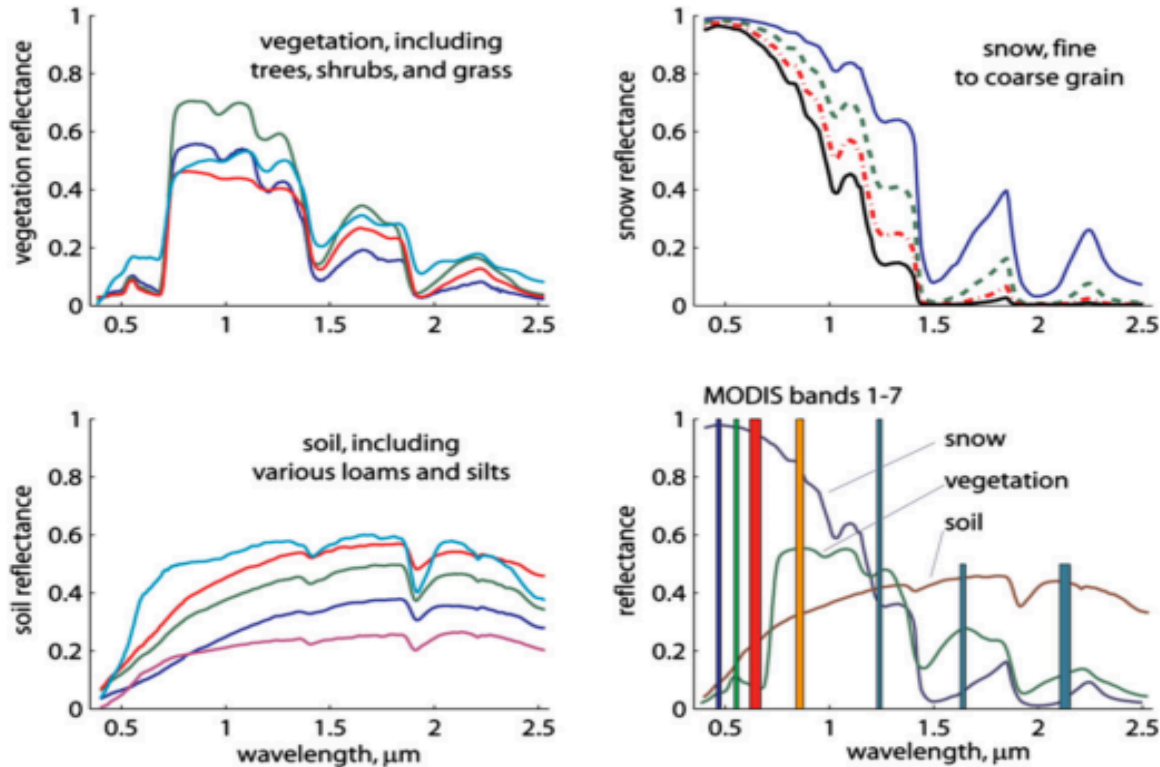 vegetation reflectance
1
0.8
0.6
0.4
0.2
0
vegetation, including
trees, shrubs, and grass
0.5
1
1.5
2
2.5
snow reflectance
1
0.8
0.6
0.4
0.2
0
snow, fine
to coarse grain
0.5
1
1.5
2
2.5
soil reflectance
1
0.8
0.6
0.4
0.2
0
soil, including
various loams and silts
0.5
1
1.5
2
2.5
wavelength, μm
MODIS bands 1-7
reflectance
1
0.8
0.6
0.4
0.2
0
snow
vegetation
soil
0.5
1
1.5
2
2.5
wavelength, μm